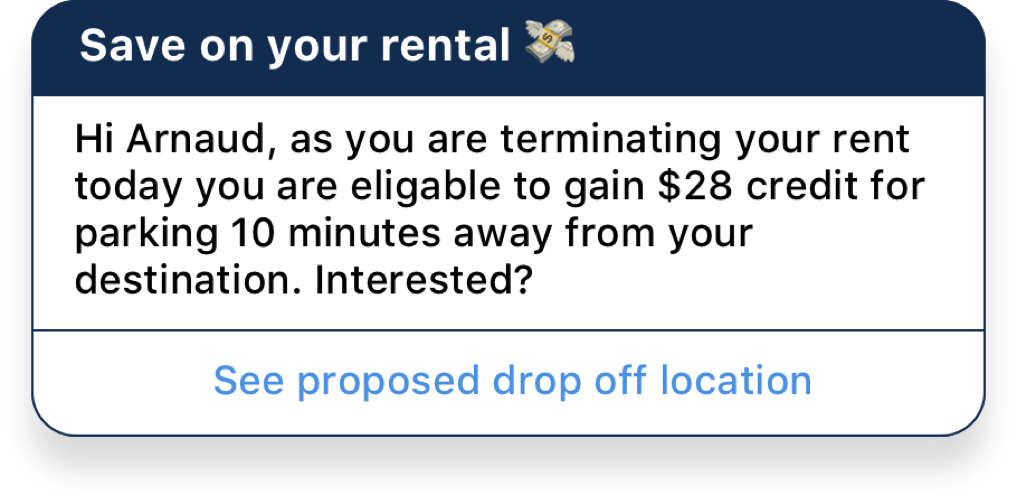 Save on your rental 💸
Hi Arnaud, as you are terminating your rent
today you are eligable to gain $28 credit for
parking 10 minutes away from your
destination. Interested?
See proposed drop off location